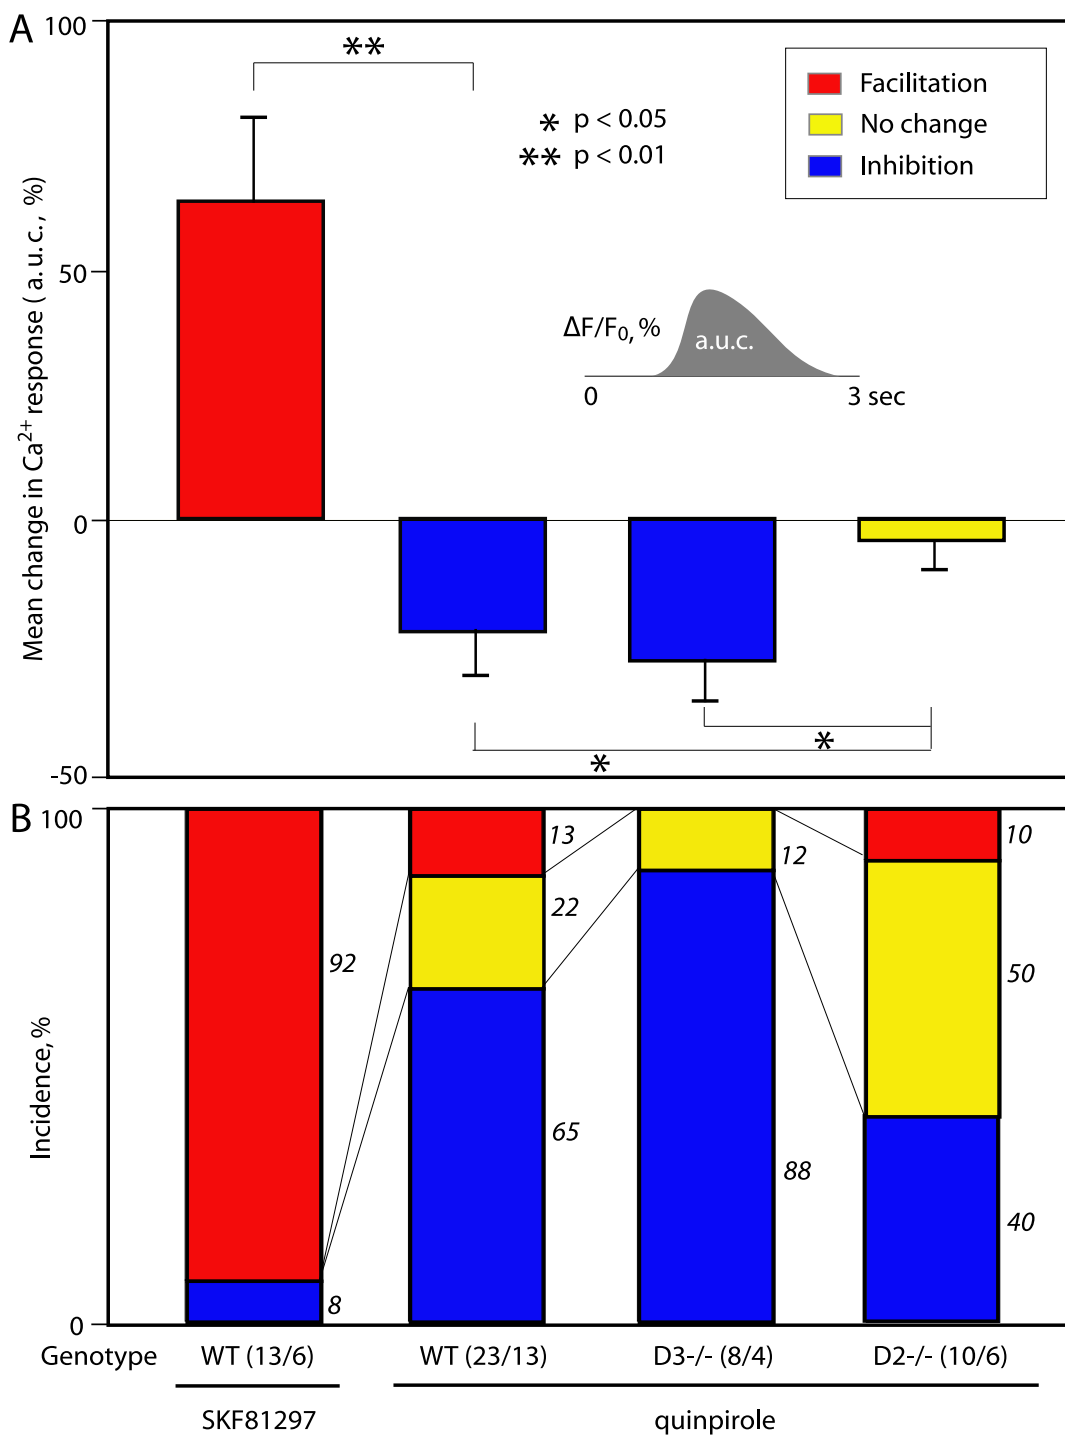 A
100
50
0
-50
Mean change in Ca²⁺ response ( a.u.c., %)
**
* p < 0.05
** p < 0.01
Facilitation
No change
Inhibition
ΔF/F₀, %
a.u.c.
0
3 sec
*
*
B
100
0
Incidence, %
92
8
13
22
65
12
88
10
50
40
Genotype
WT (13/6)
WT (23/13)
D3-/- (8/4)
D2-/- (10/6)
SKF81297
quinpirole